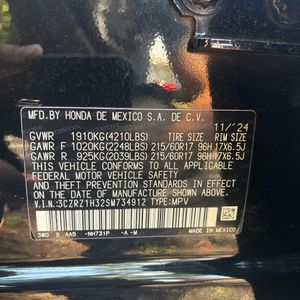 MFD.BY HONDA DE MEXICO S.A. DE C.V.
11/'24
GVWR 1910KG(4210LBS) TIRE SIZE RIM SIZE
GAWR F 1020KG(2248LBS) 215/60R17 96H 17X6.5J
GAWR R 925KG(2039LBS) 215/60R17 96H 17X6.5J
THIS VEHICLE CONFORMS TO ALL APPLICABLE
FEDERAL MOTOR VEHICLE SAFETY AND
THEFT PREVENTION STANDARDS IN EFFECT ON
THE DATE OF MANUFACTURE SHOWN ABOVE.
V.I.N:3CZRZ1H32SM734912 TYPE:MPV
3W0 S AA5 -NH731P -A -M
MADE IN MEXICO